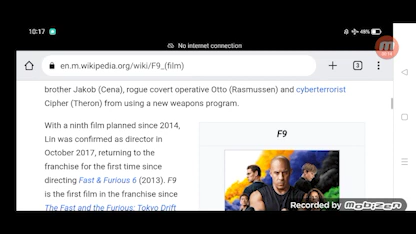 10:17
48%
No internet connection
en.m.wikipedia.org/wiki/F9_(film)
3
brother Jakob (Cena), rogue covert operative Otto (Rasmussen) and cyberterrorist
Cipher (Theron) from using a new weapons program.
With a ninth film planned since 2014,
Lin was confirmed as director in
October 2017, returning to the
franchise for the first time since
directing Fast & Furious 6 (2013). F9
is the first film in the franchise since
The Fast and the Furious: Tokyo Drift
F9
Recorded by mobizen